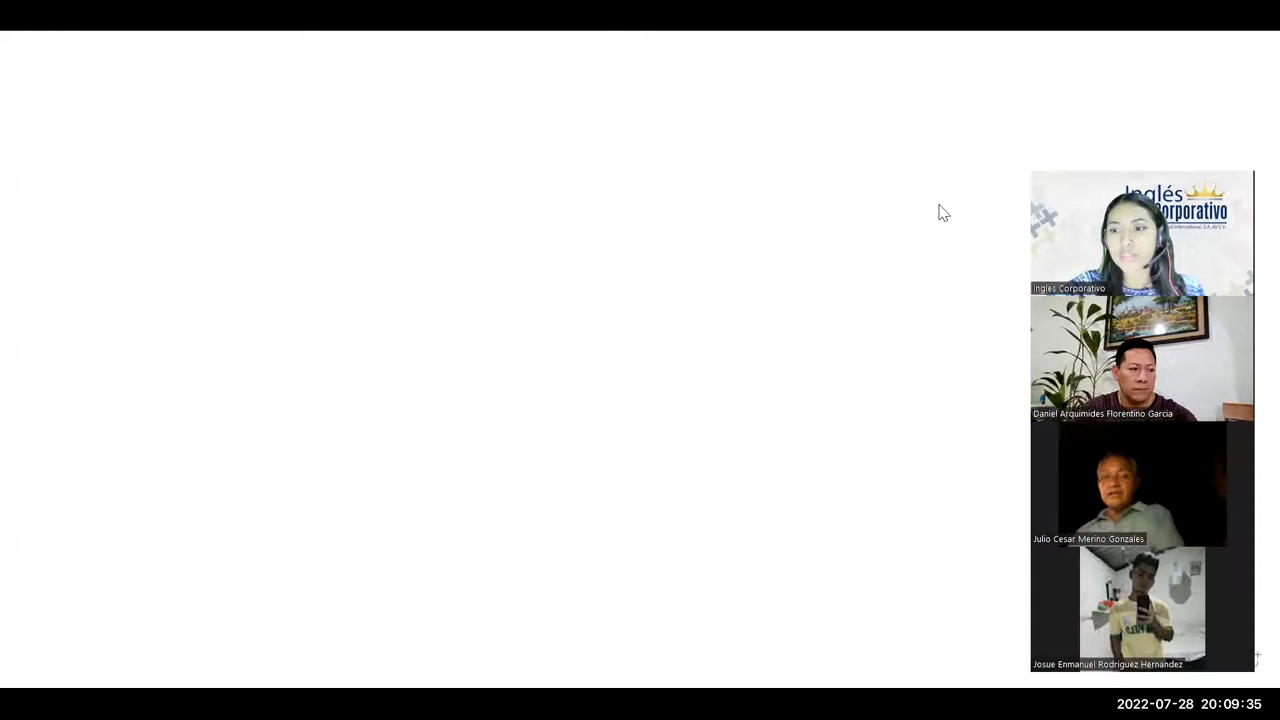 Inglés
Corporativo
Ingles Corporativo
Daniel Arquimides Florentino Garcia
Julio Cesar Merino Gonzales
Josue Enmanuel Rodriguez Hernandez
2022-07-28 20:09:35